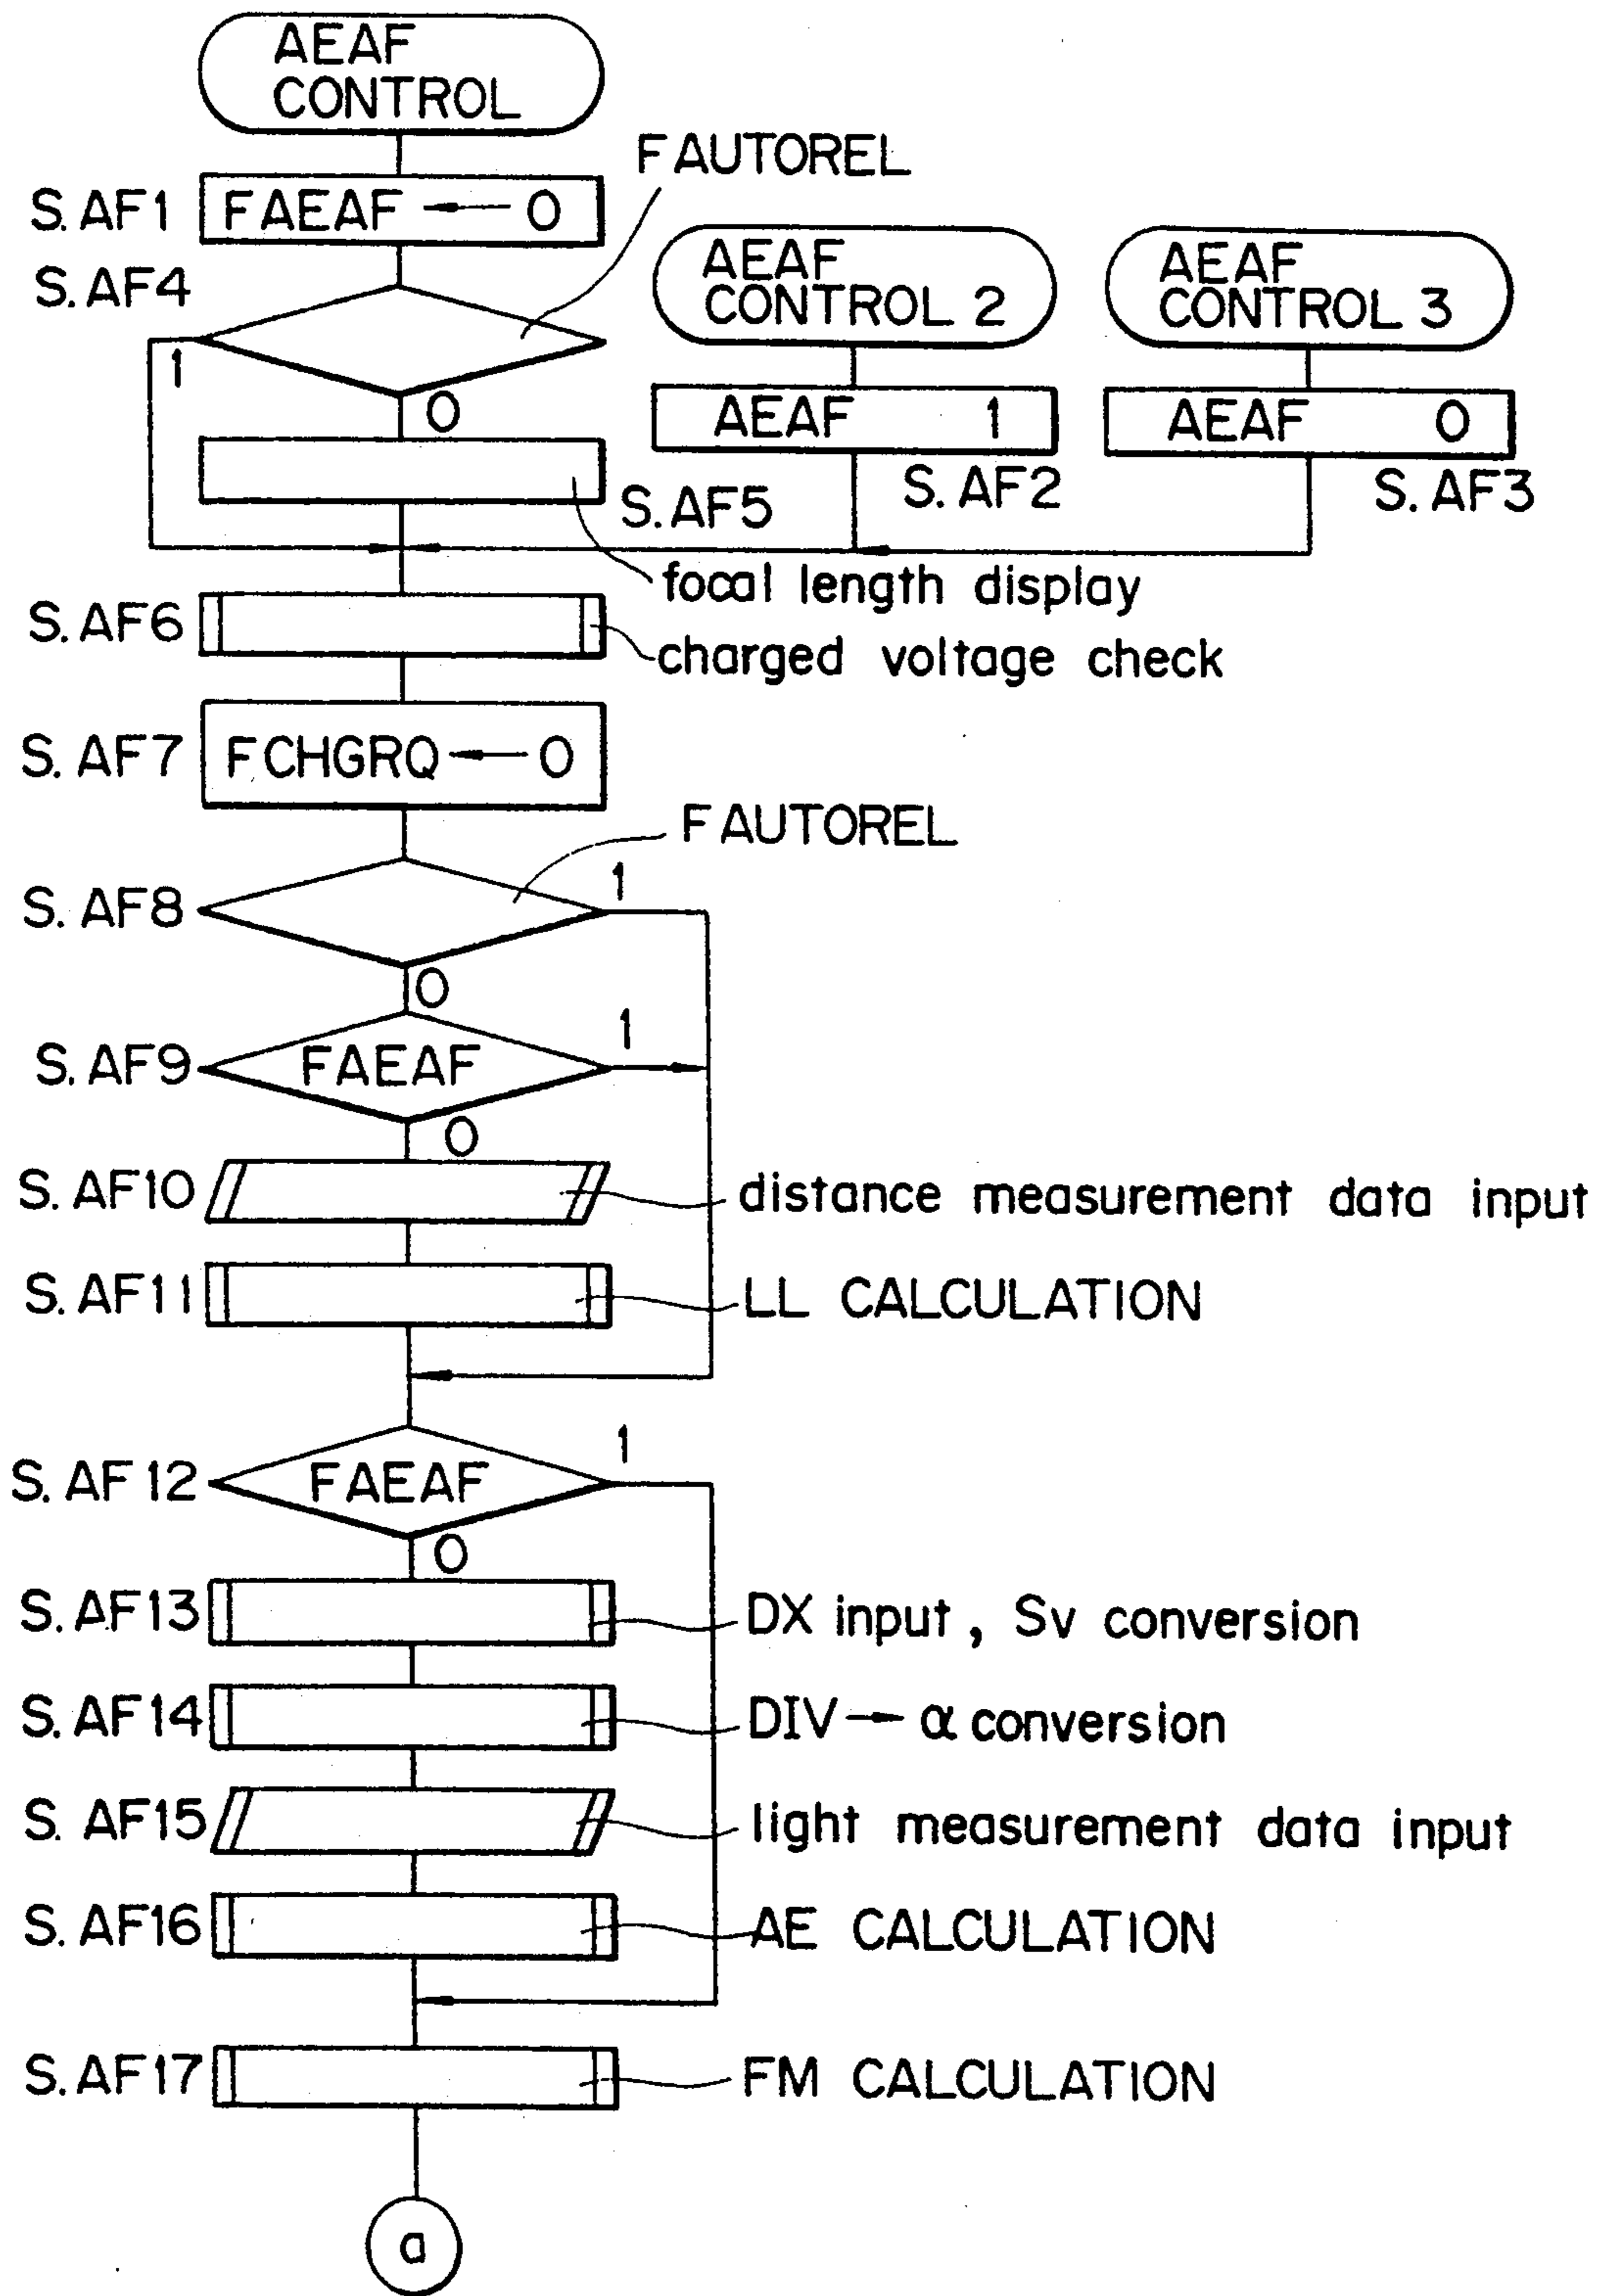 AEAF
CONTROL
F AUTOREL
S. AF1
FAEAF ← 0
S. AF4
1
0
AEAF
CONTROL 2
AEAF 1
S. AF2
AEAF
CONTROL 3
AEAF 0
S. AF3
S. AF5
focal length display
S. AF6
charged voltage check
S. AF7
FCHGRQ ← 0
F AUTOREL
S. AF8
1
0
S. AF9
FAEAF
1
0
S. AF10
distance measurement data input
S. AF11
LL CALCULATION
S. AF12
FAEAF
1
0
S. AF13
DX input, Sv conversion
S. AF14
DIV → α conversion
S. AF15
light measurement data input
S. AF16
AE CALCULATION
S. AF17
FM CALCULATION
a